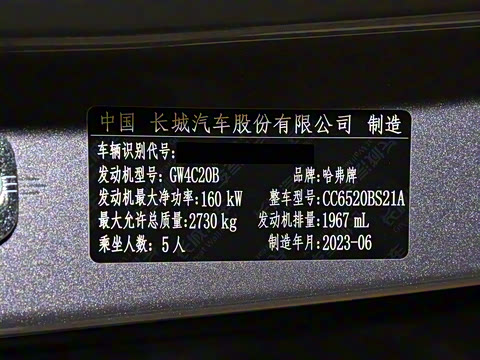 中国 长城汽车股份有限公司 制造
车辆识别代号:
发动机型号: GW4C20B 品牌:哈弗牌
发动机最大净功率:160 kW 整车型号:CC6520BS21A
最大允许总质量:2730 kg 发动机排量:1967 mL
乘坐人数: 5 人 制造年月:2023-06